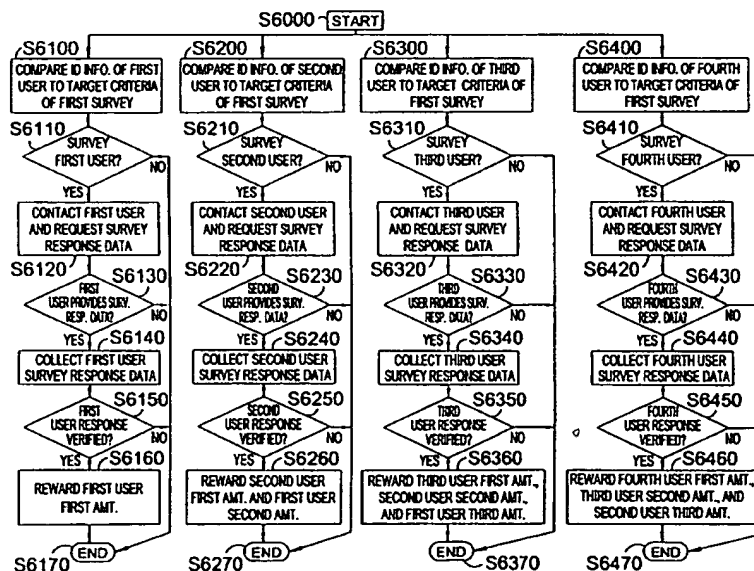 S6000 START
S6100
COMPARE ID INFO. OF FIRST
USER TO TARGET CRITERIA
OF FIRST SURVEY
S6110
SURVEY
FIRST USER?
NO
YES
CONTACT FIRST USER
AND REQUEST SURVEY
RESPONSE DATA
S6120
S6130
FIRST
USER PROVIDES SURV.
RESP. DATA?
NO
YES
S6140
COLLECT FIRST USER
SURVEY RESPONSE DATA
S6150
FIRST
USER RESPONSE
VERIFIED?
NO
YES
S6160
REWARD FIRST USER
FIRST AMT.
END
S6170
S6200
COMPARE ID INFO. OF SECOND
USER TO TARGET CRITERIA
OF FIRST SURVEY
S6210
SURVEY
SECOND USER?
NO
YES
CONTACT SECOND USER
AND REQUEST SURVEY
RESPONSE DATA
S6220
S6230
SECOND
USER PROVIDES SURV.
RESP. DATA?
NO
YES
S6240
COLLECT SECOND USER
SURVEY RESPONSE DATA
S6250
SECOND
USER RESPONSE
VERIFIED?
NO
YES
S6260
REWARD SECOND USER
FIRST AMT. AND FIRST USER
SECOND AMT.
END
S6270
S6300
COMPARE ID INFO. OF THIRD
USER TO TARGET CRITERIA OF
FIRST SURVEY
S6310
SURVEY
THIRD USER?
NO
YES
CONTACT THIRD USER
AND REQUEST SURVEY
RESPONSE DATA
S6320
S6330
THIRD
USER PROVIDES SURV.
RESP. DATA?
NO
YES
S6340
COLLECT THIRD USER
SURVEY RESPONSE DATA
S6350
THIRD
USER RESPONSE
VERIFIED?
NO
YES
S6360
REWARD THIRD USER FIRST AMT.,
SECOND USER SECOND AMT.,
AND FIRST USER THIRD AMT.
END
S6370
S6400
COMPARE ID INFO. OF FOURTH
USER TO TARGET CRITERIA OF
FIRST SURVEY
S6410
SURVEY
FOURTH USER?
NO
YES
CONTACT FOURTH USER
AND REQUEST SURVEY
RESPONSE DATA
S6420
S6430
FOURTH
USER PROVIDES SURV.
RESP. DATA?
NO
YES
S6440
COLLECT FOURTH USER
SURVEY RESPONSE DATA
S6450
FOURTH
USER RESPONSE
VERIFIED?
NO
YES
S6460
REWARD FOURTH USER FIRST AMT.,
THIRD USER SECOND AMT., AND
SECOND USER THIRD AMT.
END
S6470